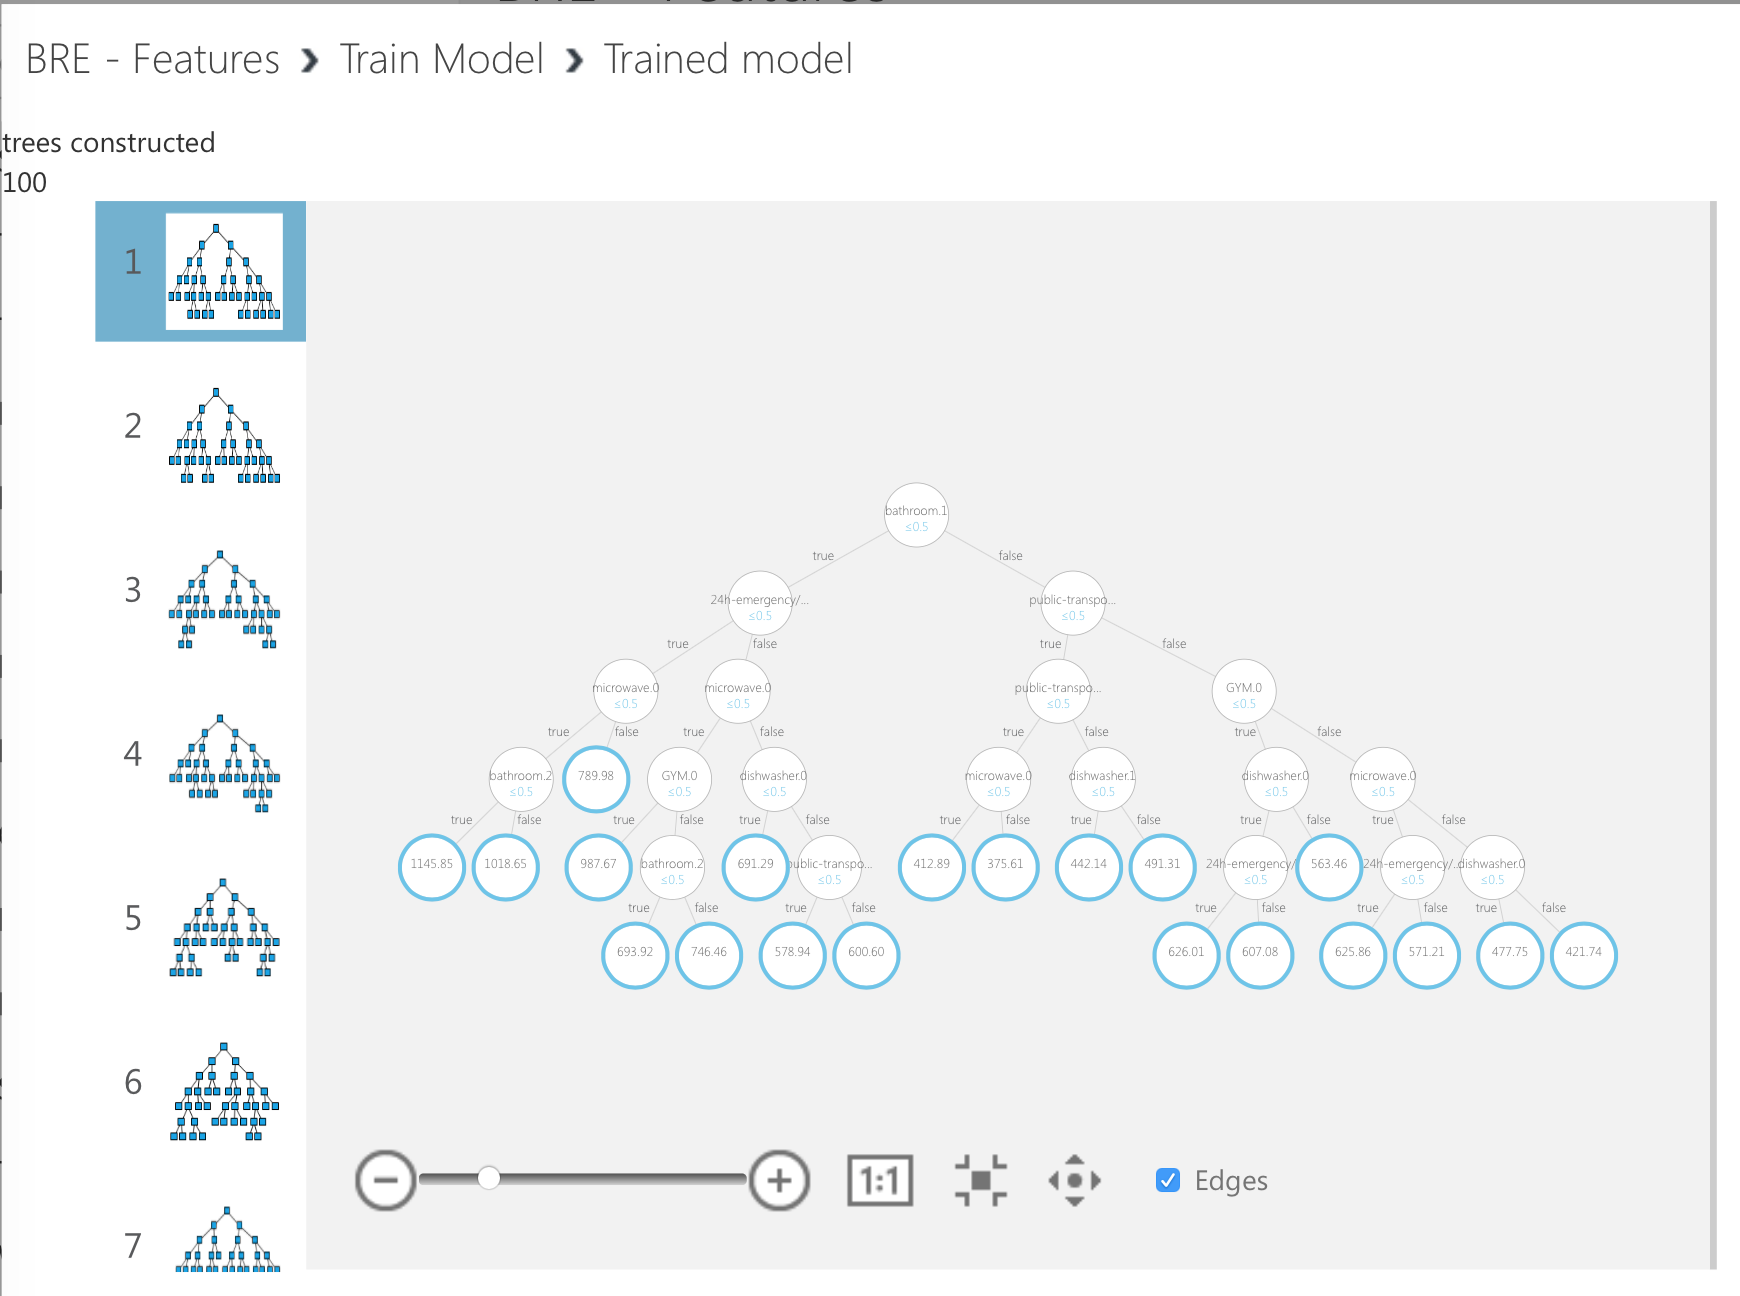 BRE - Features › Train Model › Trained model
trees constructed
100
1
2
3
4
5
6
7
bathroom.1
≤0.5
true false
24h-emergency/... public-transpo...
≤0.5 ≤0.5
true false true false
microwave.0 microwave.0 public-transpo... GYM.0
≤0.5 ≤0.5 ≤0.5 ≤0.5
true false true false true false true false
bathroom.2 789.98 GYM.0 dishwasher.0 microwave.0 dishwasher.1 dishwasher.0 microwave.0
≤0.5 ≤0.5 ≤0.5 ≤0.5 ≤0.5 ≤0.5 ≤0.5
true false true false true false true false true false true false true false
1145.85 1018.65 987.67 bathroom.2 691.29 public-transpo... 412.89 375.61 442.14 491.31 24h-emergency/ 563.46 24h-emergency/... dishwasher.0
≤0.5 ≤0.5 ≤0.5 ≤0.5 ≤0.5
true false true false true false true false true false
693.92 746.46 578.94 600.60 626.01 607.08 625.86 571.21 477.75 421.74
1:1 Edges